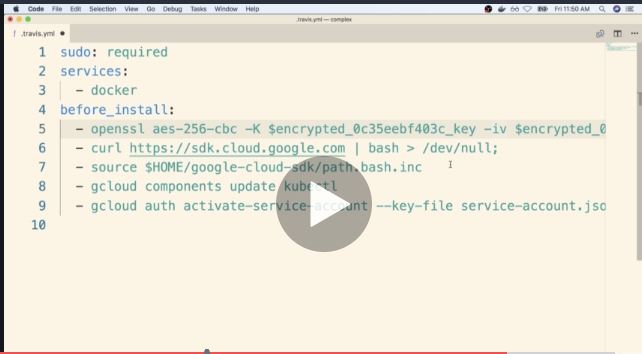 Code File Edit Selection View Go Debug Tasks Window Help Fri 11:50 AM
.travis.yml — complex
! .travis.yml
1 sudo: required
2 services:
3 - docker
4 before_install:
5 - openssl aes-256-cbc -K $encrypted_0c35eebf403c_key -iv $encrypted_0
6 - curl https://sdk.cloud.google.com | bash > /dev/null;
7 - source $HOME/google-cloud-sdk/path.bash.inc
8 - gcloud components update kubectl
9 - gcloud auth activate-service-account --key-file service-account.jso
10